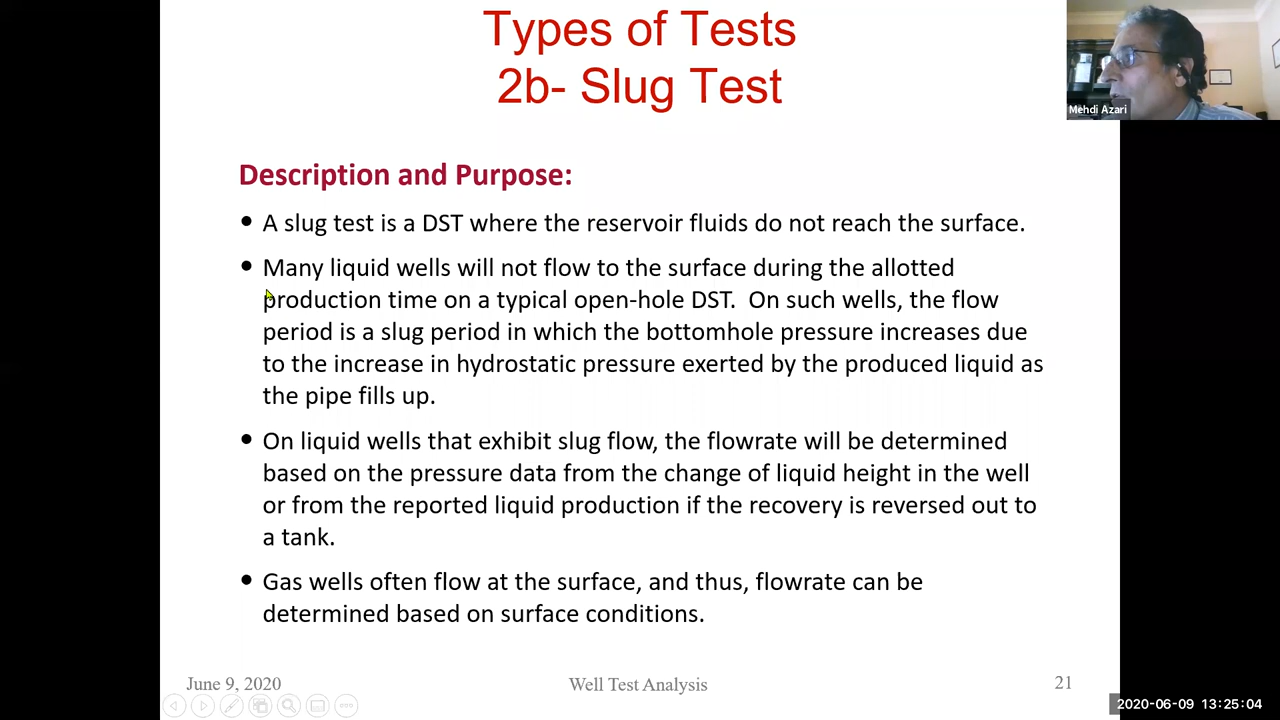 Types of Tests
2b- Slug Test
Mehdi Azari
Description and Purpose:
• A slug test is a DST where the reservoir fluids do not reach the surface.
• Many liquid wells will not flow to the surface during the allotted
production time on a typical open-hole DST.  On such wells, the flow
period is a slug period in which the bottomhole pressure increases due
to the increase in hydrostatic pressure exerted by the produced liquid as
the pipe fills up.
• On liquid wells that exhibit slug flow, the flowrate will be determined
based on the pressure data from the change of liquid height in the well
or from the reported liquid production if the recovery is reversed out to
a tank.
• Gas wells often flow at the surface, and thus, flowrate can be
determined based on surface conditions.
June 9, 2020
Well Test Analysis
21
2020-06-09 13:25:04